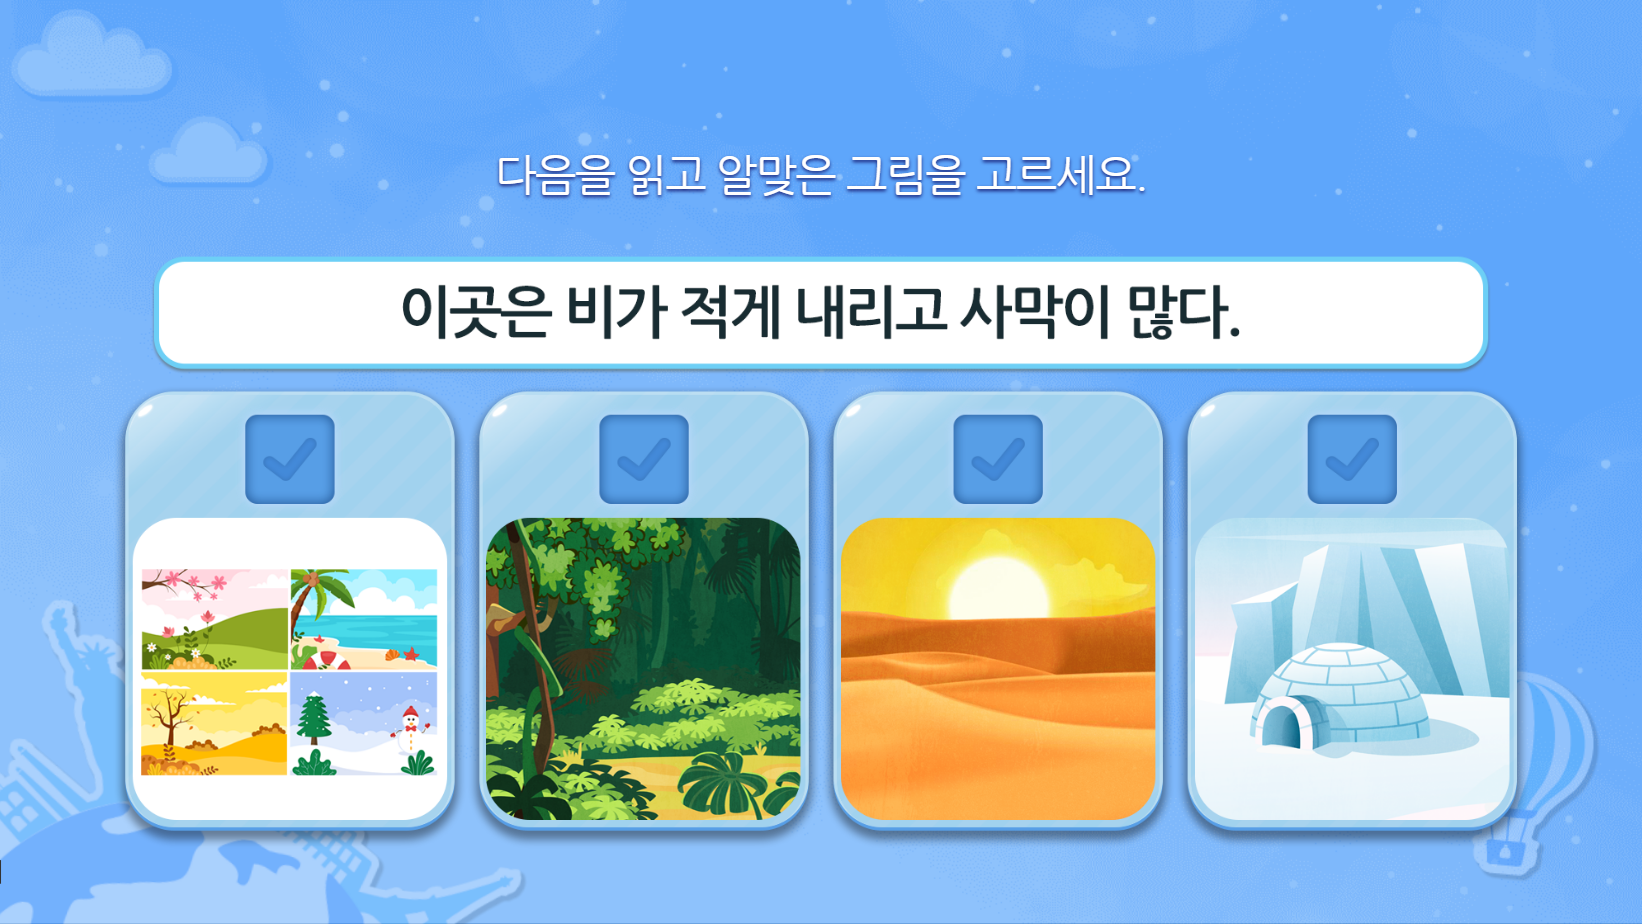 다음을 읽고 알맞은 그림을 고르세요.
이곳은 비가 적게 내리고 사막이 많다.